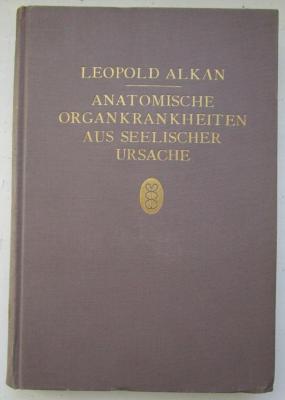 LEOPOLD ALKAN
ANATOMISCHE
ORGANKRANKHEITEN
AUS SEELISCHER
URSACHE